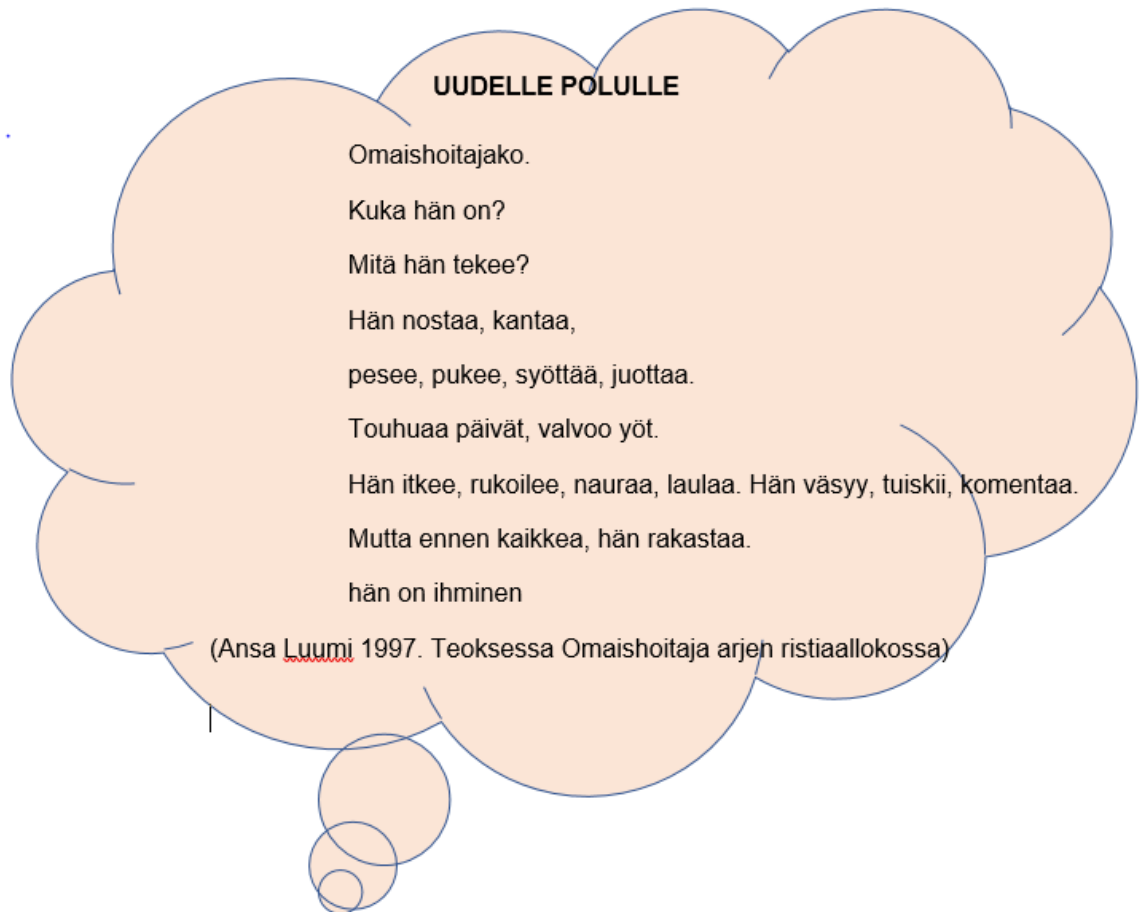 UUDELLE POLULLE
Omaishoitajako.
Kuka hän on?
Mitä hän tekee?
Hän nostaa, kantaa,
pesee, pukee, syöttää, juottaa.
Touhuaa päivät, valvoo yöt.
Hän itkee, rukoilee, nauraa, laulaa. Hän väsyy, tuiskii, komentaa.
Mutta ennen kaikkea, hän rakastaa.
hän on ihminen
(Ansa Luumi 1997. Teoksessa Omaishoitaja arjen ristiaallokossa)